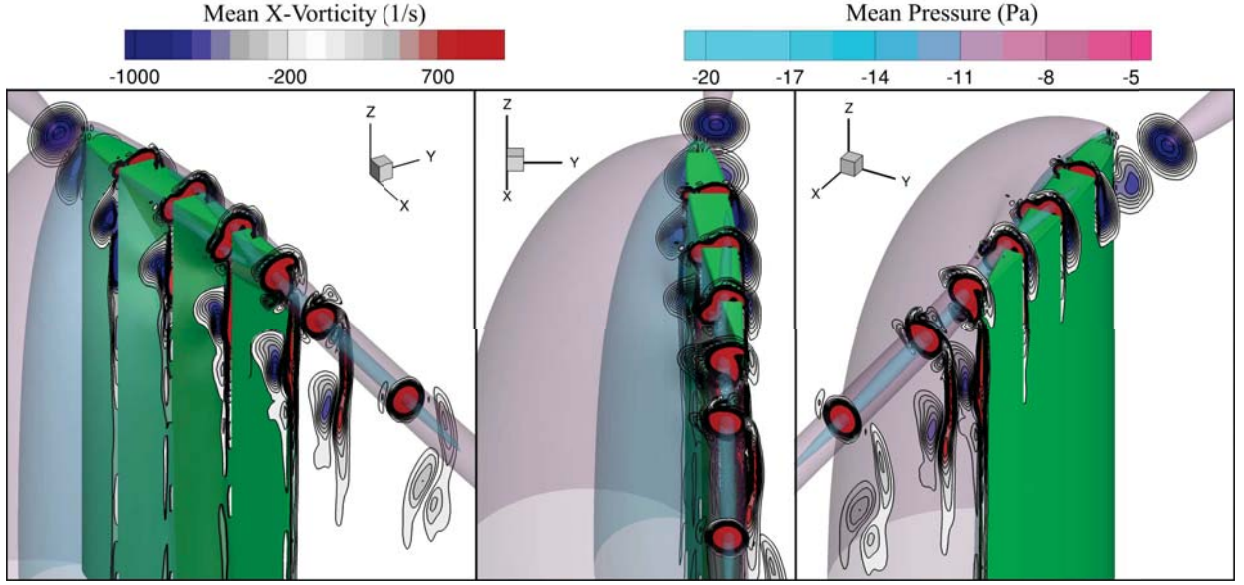 Mean X-Vorticity (1/s)
-1000 -200 700
Mean Pressure (Pa)
-20 -17 -14 -11 -8 -5
Z
Y
X
Z
Y
X
Z
X
Y